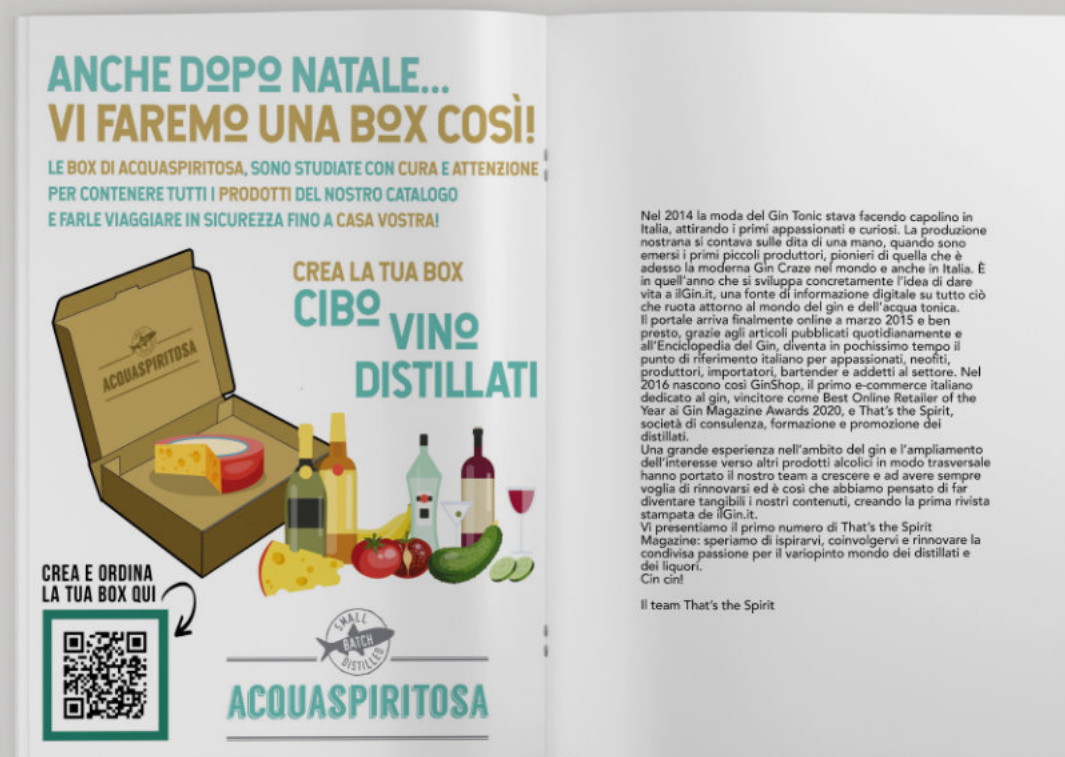 ANCHE DOPO NATALE...
VI FAREMO UNA BOX COSÌ!
LE BOX DI ACQUASPIRITOSA, SONO STUDIATE CON CURA E ATTENZIONE
PER CONTENERE TUTTI I PRODOTTI DEL NOSTRO CATALOGO
E FARLE VIAGGIARE IN SICUREZZA FINO A CASA VOSTRA!
CREA LA TUA BOX
CIBO
VINO
DISTILLATI
ACQUASPIRITOSA
CREA E ORDINA
LA TUA BOX QUI
SMALL
BATCH
DISTILLED
ACQUASPIRITOSA
Nel 2014 la moda del Gin Tonic stava facendo capolino in
Italia, attirando i primi appassionati e curiosi. La produzione
nostrana si contava sulle dita di una mano, quando sono
emersi i primi piccoli produttori, pionieri di quella che è
adesso la moderna Gin Craze nel mondo e anche in Italia. È
in quell'anno che si sviluppa concretamente l'idea di dare
vita a ilGin.it, una fonte di informazione digitale su tutto ciò
che ruota attorno al mondo del gin e dell'acqua tonica.
Il portale arriva finalmente online a marzo 2015 e ben
presto, grazie agli articoli pubblicati quotidianamente e
all'Enciclopedia del Gin, diventa in pochissimo tempo il
punto di riferimento italiano per appassionati, neofiti,
produttori, importatori, bartender e addetti al settore. Nel
2016 nascono così GinShop, il primo e-commerce italiano
dedicato al gin, vincitore come Best Online Retailer of the
Year ai Gin Magazine Awards 2020, e That's the Spirit,
società di consulenza, formazione e promozione dei
distillati.
Una grande esperienza nell'ambito del gin e l'ampliamento
dell'interesse verso altri prodotti alcolici in modo trasversale
hanno portato il nostro team a crescere e ad avere sempre
voglia di rinnovarsi ed è così che abbiamo pensato di far
diventare tangibili i nostri contenuti, creando la prima rivista
stampata de ilGin.it.
Vi presentiamo il primo numero di That's the Spirit
Magazine: speriamo di ispirarvi, coinvolgervi e rinnovare la
condivisa passione per il variopinto mondo dei distillati e
dei liquori.
Cin cin!
Il team That's the Spirit